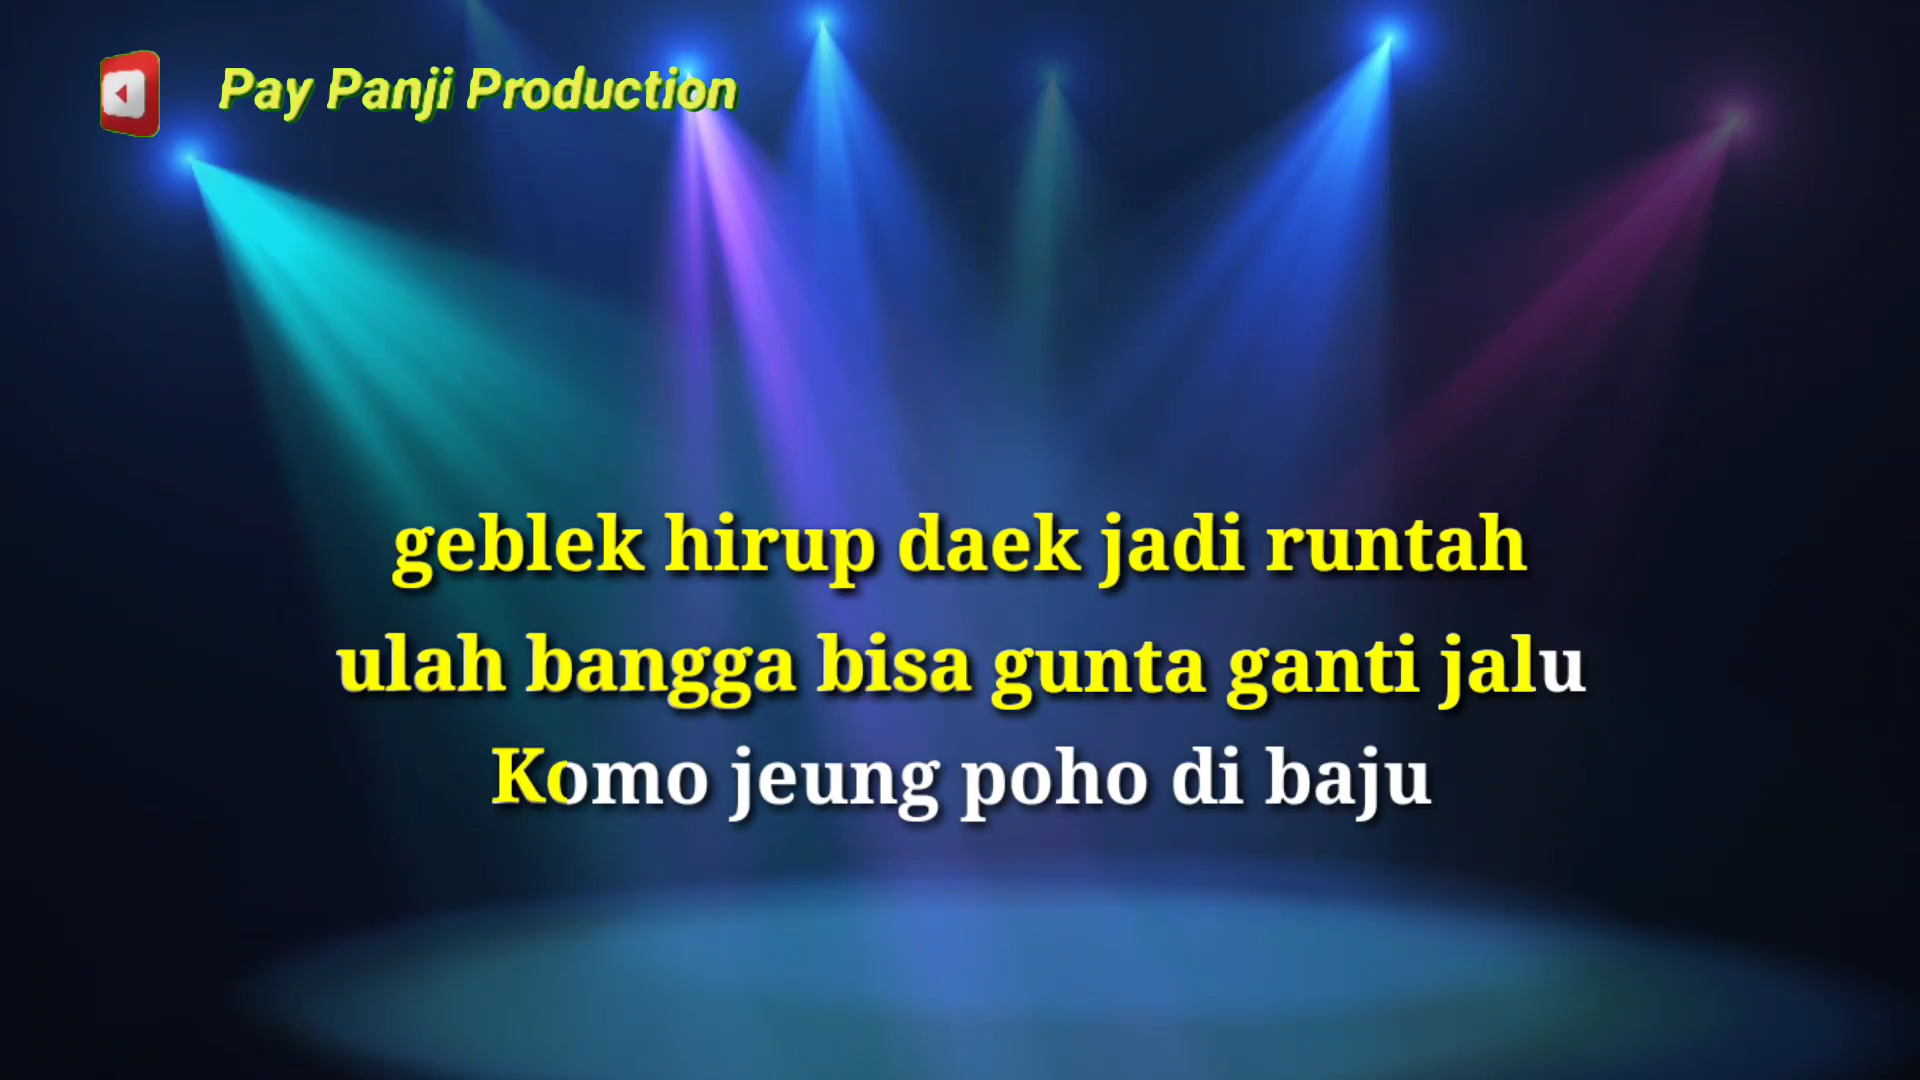 Pay Panji Production
geblek hirup daek jadi runtah
ulah bangga bisa gunta ganti jalu
Komo jeung poho di baju